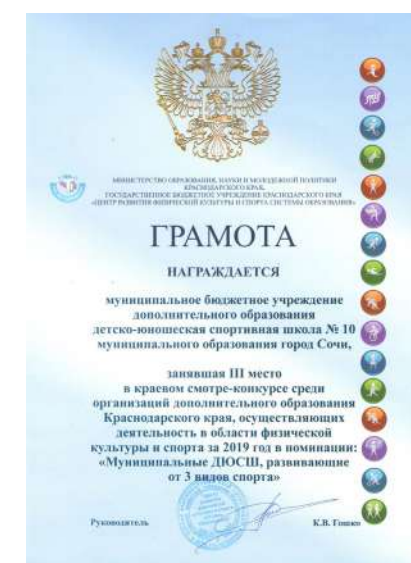 МИНИСТЕРСТВО ОБРАЗОВАНИЯ, НАУКИ И МОЛОДЕЖНОЙ ПОЛИТИКИ
КРАСНОДАРСКОГО КРАЯ,
ГОСУДАРСТВЕННОЕ БЮДЖЕТНОЕ УЧРЕЖДЕНИЕ КРАСНОДАРСКОГО КРАЯ
«ЦЕНТР РАЗВИТИЯ ФИЗИЧЕСКОЙ КУЛЬТУРЫ И СПОРТА СИСТЕМЫ ОБРАЗОВАНИЯ»
ГРАМОТА
НАГРАЖДАЕТСЯ
муниципальное бюджетное учреждение
дополнительного образования
детско-юношеская спортивная школа № 10
муниципального образования город Сочи,
занявшая III место
в краевом смотре-конкурсе среди
организаций дополнительного образования
Краснодарского края, осуществляющих
деятельность в области физической
культуры и спорта за 2019 год в номинации:
«Муниципальные ДЮСШ, развивающие
от 3 видов спорта»
Руководитель К.В.